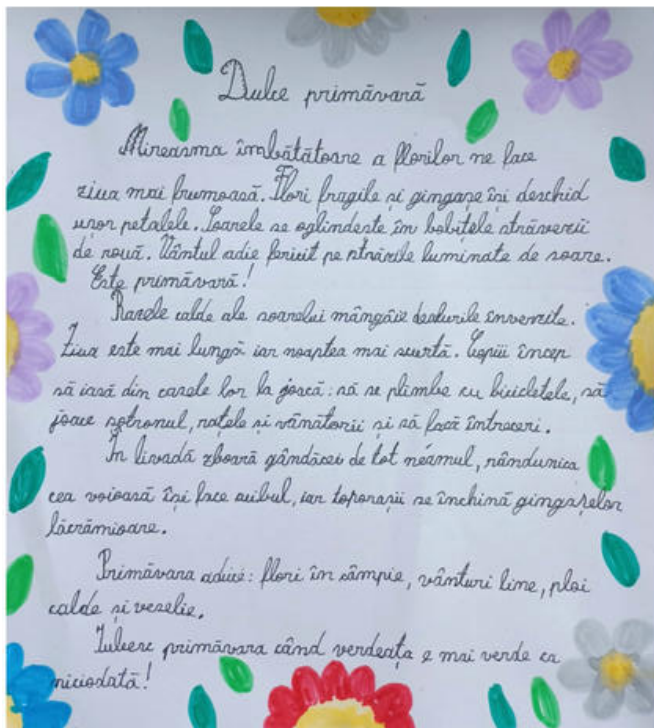 Dulce primăvară
Mireasma îmbătătoare a florilor ne face
ziua mai frumoasă. Flori fragile și gingașe își deschid
ușor petalele. Soarele se oglindește în bobițele străvezii
de rouă. Vântul adie fericit pe străzile luminate de soare.
Este primăvară!
Razele calde ale soarelui mângâie dealurile înverzite.
Ziua este mai lungă iar noaptea mai scurtă. Copiii încep
să iasă din casele lor la joacă: să se plimbe cu bicicletele, să
joace șotronul, rațele și vânătorii și să facă întreceri.
În livadă zboară gândăcei de tot neamul, rândunica
cea voioasă își face cuibul, iar toporașii se închină gingașelor
lăcrămioare.
Primăvara aduce: flori în câmpie, vânturi line, ploi
calde și veselie.
Iubesc primăvara când verdeața e mai verde ca
niciodată!